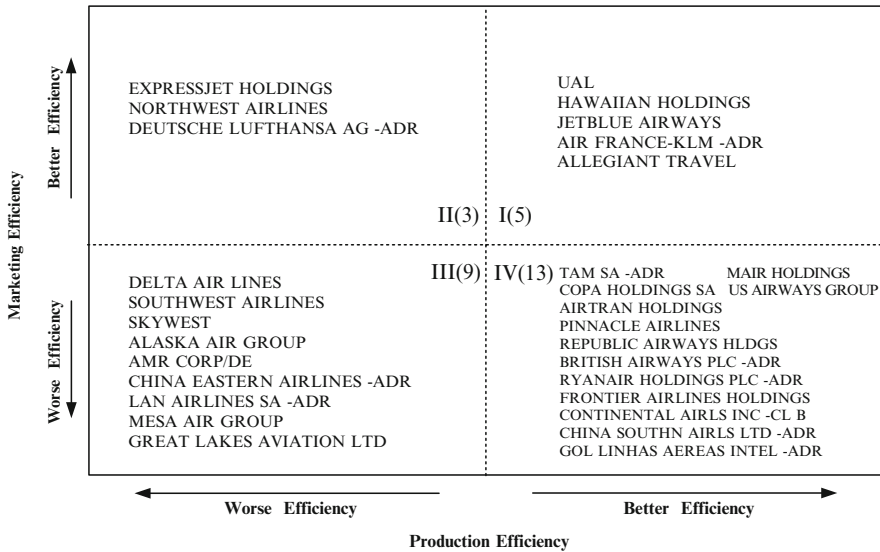 EXPRESSJET HOLDINGS
NORTHWEST AIRLINES
DEUTSCHE LUFTHANSA AG -ADR
UAL
HAWAIIAN HOLDINGS
JETBLUE AIRWAYS
AIR FRANCE-KLM -ADR
ALLEGIANT TRAVEL
II(3) I(5)
III(9) IV(13)
DELTA AIR LINES
SOUTHWEST AIRLINES
SKYWEST
ALASKA AIR GROUP
AMR CORP/DE
CHINA EASTERN AIRLINES -ADR
LAN AIRLINES SA -ADR
MESA AIR GROUP
GREAT LAKES AVIATION LTD
TAM SA -ADR MAIR HOLDINGS
COPA HOLDINGS SA US AIRWAYS GROUP
AIRTRAN HOLDINGS
PINNACLE AIRLINES
REPUBLIC AIRWAYS HLDGS
BRITISH AIRWAYS PLC -ADR
RYANAIR HOLDINGS PLC -ADR
FRONTIER AIRLINES HOLDINGS
CONTINENTAL AIRLS INC -CL B
CHINA SOUTHN AIRLS LTD -ADR
GOL LINHAS AEREAS INTEL -ADR
Marketing Efficiency
Better Efficiency
Worse Efficiency
Worse Efficiency
Better Efficiency
Production Efficiency